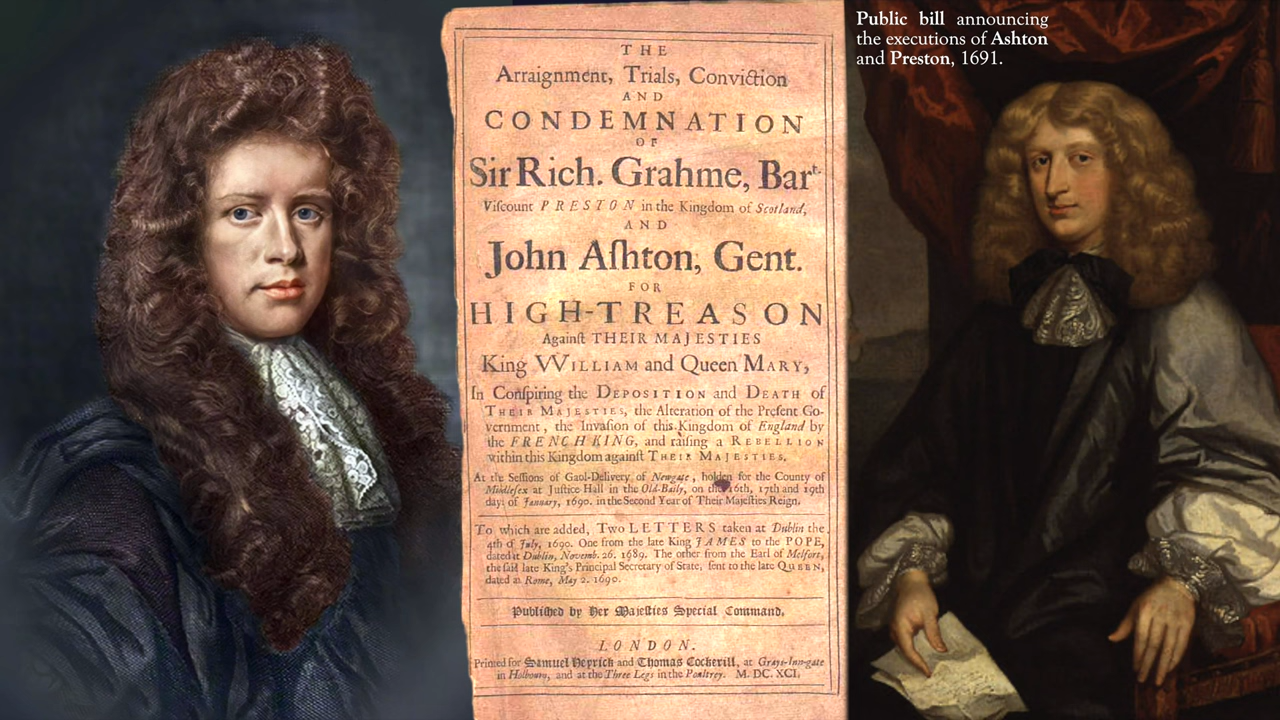 THE
Arraignment, Trials, Conviction
AND
CONDEMNATION
OF
Sir Rich. Grahme, Bart.
Viſcount PRESTON in the Kingdom of Scotland,
AND
John Aſhton, Gent.
FOR
HIGH-TREASON
Againſt THEIR MAJESTIES
King WILLIAM and Queen MARY,
In Conſpiring the DEPOSITION and DEATH of
THEIR MAJESTIES, the Alteration of the Preſent Go-
vernment, the Invaſion of this Kingdom of England by
the FRENCH KING, and raiſing a REBELLION
within this Kingdom againſt THEIR MAJESTIES.
At the Seſſions of Gaol-Delivery of Newgate, holden for the County of
Middleſex at Juſtice Hall in the Old-Baily, on the 16th, 17th and 19th
days of January, 1690. in the Second Year of Their Majeſties Reign.
To which are added, Two LETTERS taken at Dublin the
4th of July, 1690. One from the late King JAMES to the POPE,
dated at Dublin, Novemb. 26. 1689. The other from the Earl of Melfort,
the ſaid late King's Principal Secretary of State, ſent to the late QUEEN,
dated at Rome, May 2. 1690.
Publiſhed by Her Majeſties Special Command.
LONDON.
Printed for Samuel Heyrick and Thomas Cockerill, at Grays-Inn-gate
in Holbourn, and at the Three Legs in the Poultrey. M. DC. XCI.
Public bill announcing
the executions of Ashton
and Preston, 1691.